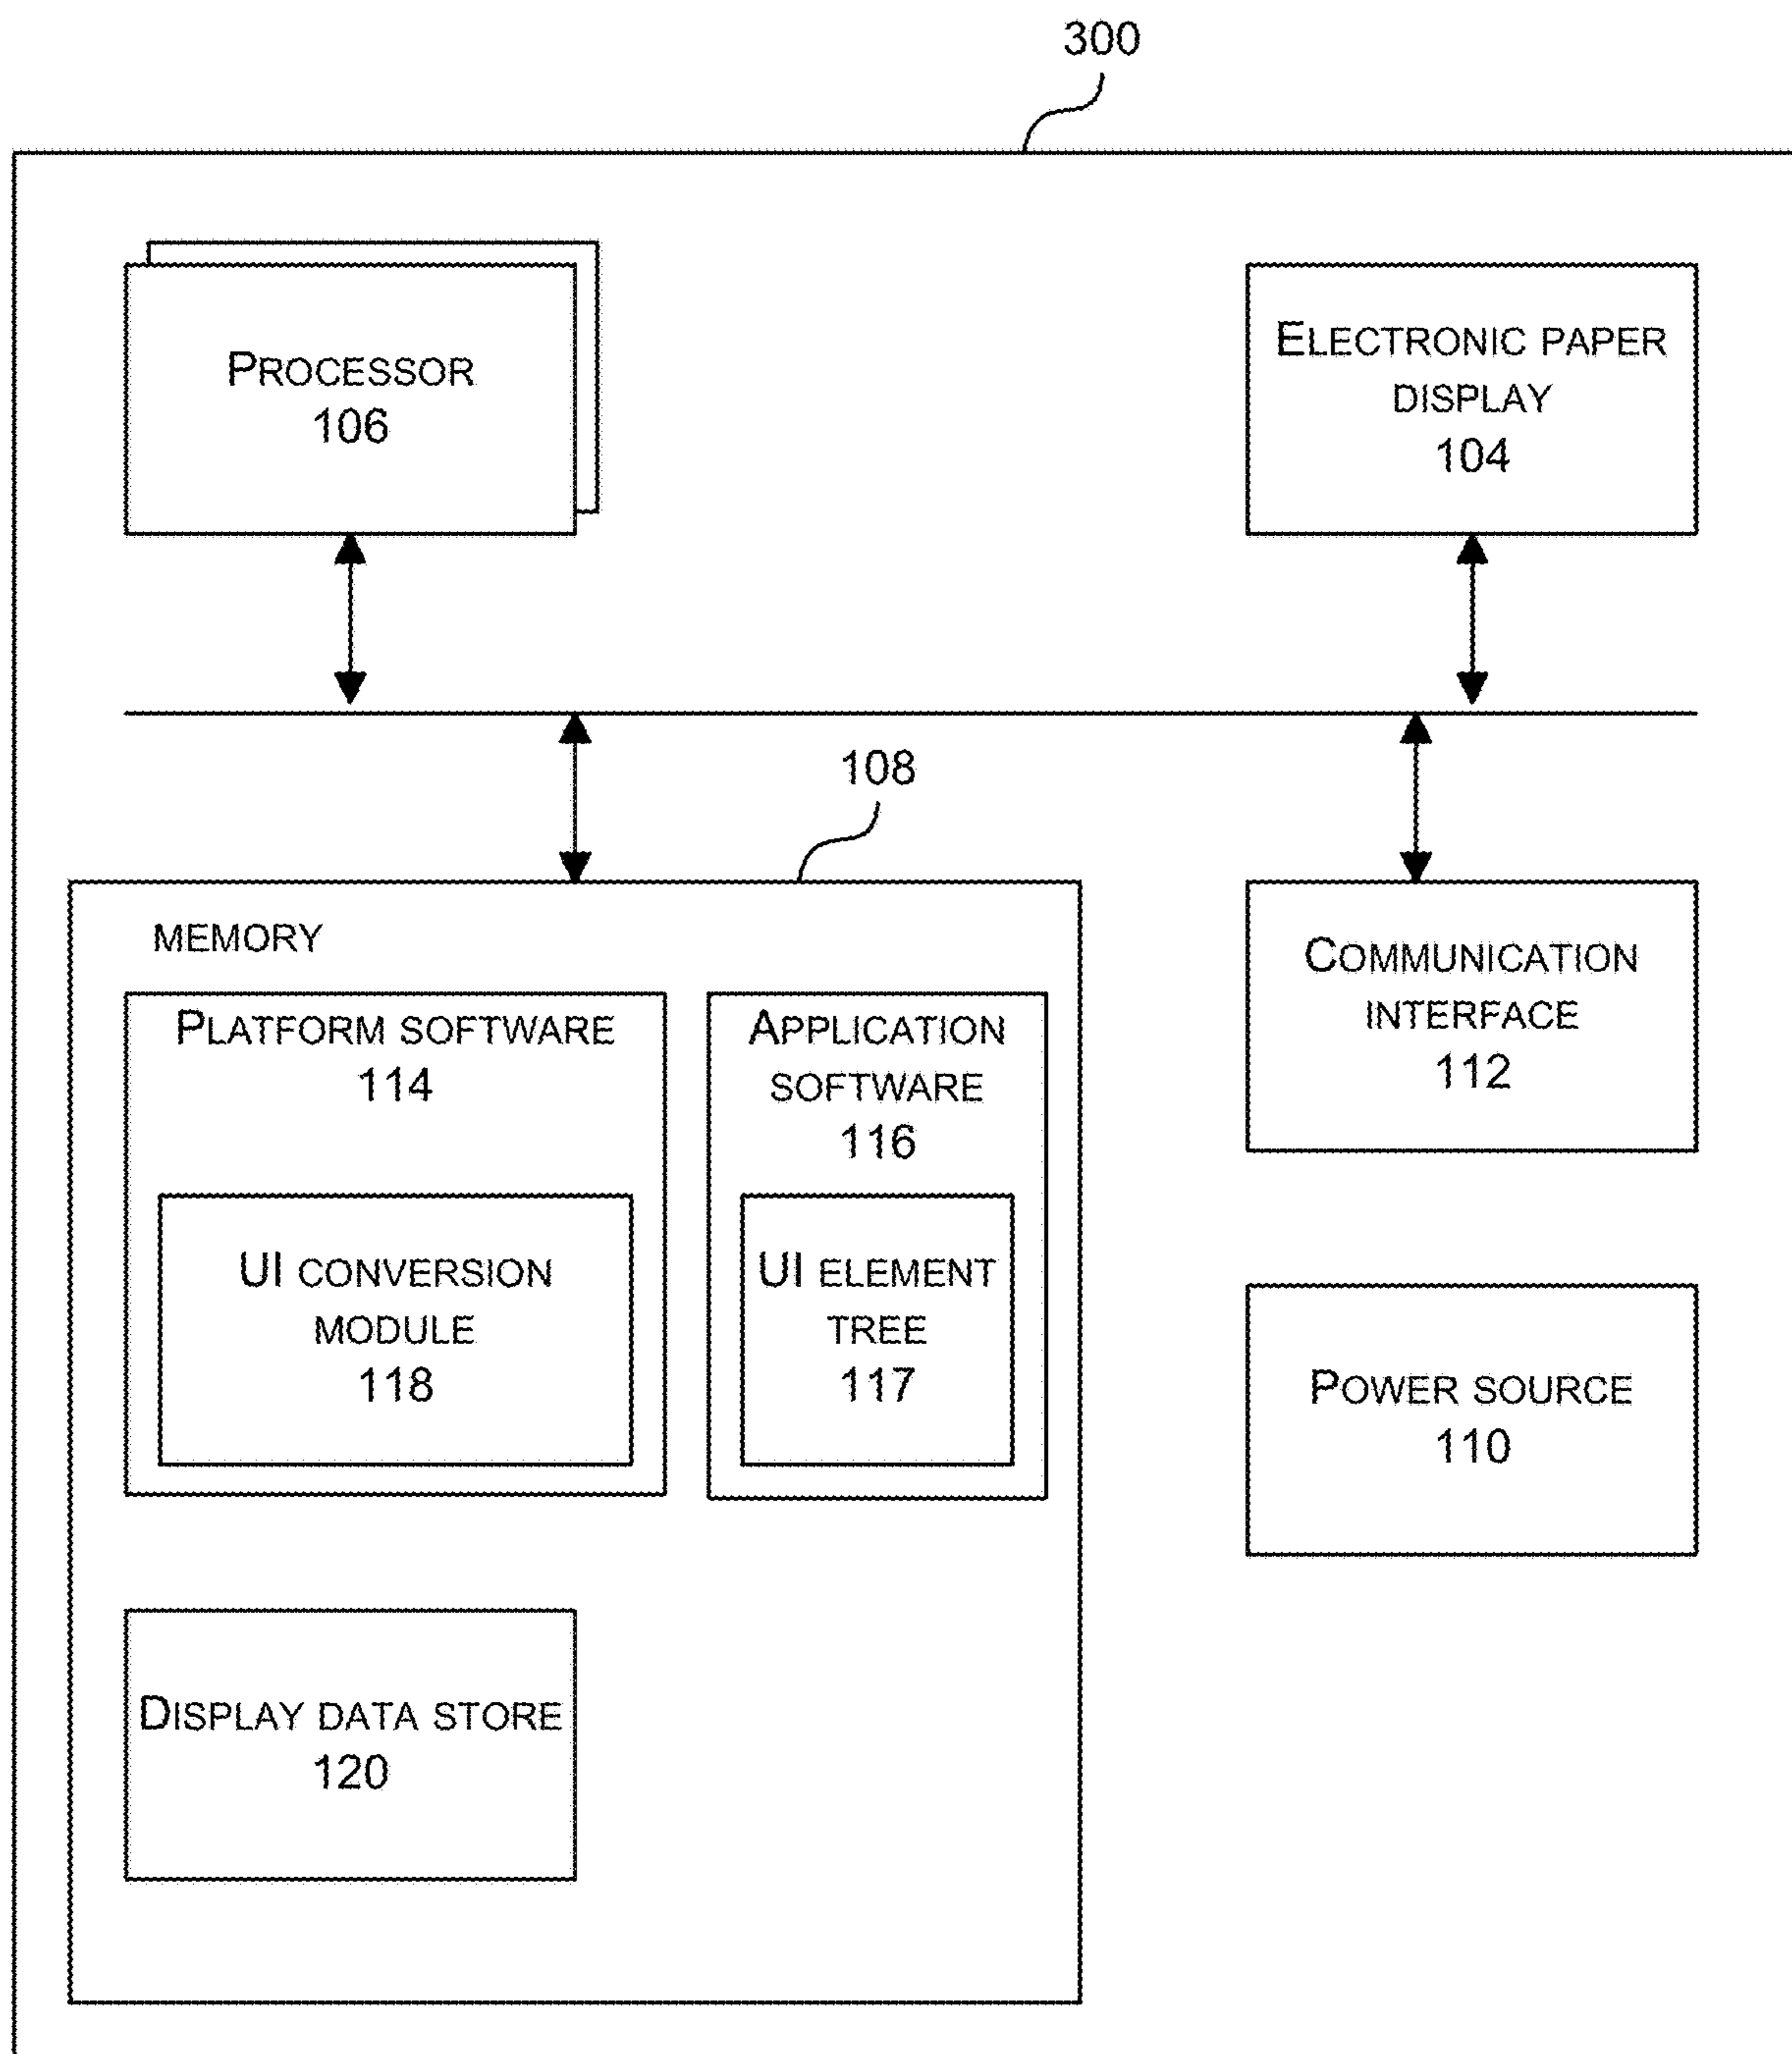 300
PROCESSOR
106
ELECTRONIC PAPER
DISPLAY
104
108
MEMORY
PLATFORM SOFTWARE
114
UI CONVERSION
MODULE
118
APPLICATION
SOFTWARE
116
UI ELEMENT
TREE
117
DISPLAY DATA STORE
120
COMMUNICATION
INTERFACE
112
POWER SOURCE
110